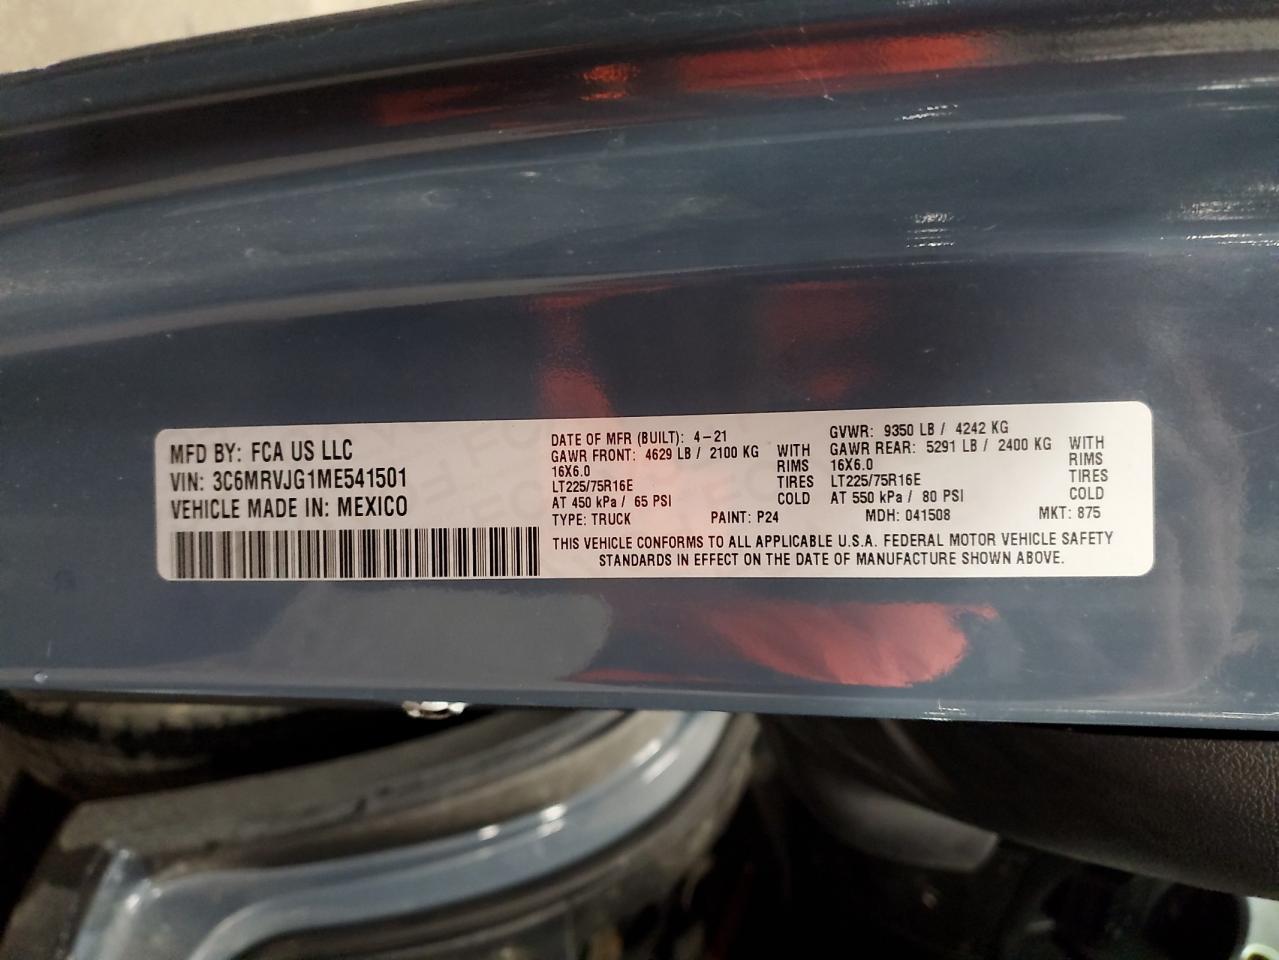 MFD BY: FCA US LLC
VIN: 3C6MRVJG1ME541501
VEHICLE MADE IN: MEXICO
DATE OF MFR (BUILT): 4-21
GAWR FRONT: 4629 LB / 2100 KG WITH
16X6.0 RIMS
LT225/75R16E TIRES
AT 450 kPa / 65 PSI COLD
GVWR: 9350 LB / 4242 KG
GAWR REAR: 5291 LB / 2400 KG WITH
16X6.0 RIMS
LT225/75R16E TIRES
AT 550 kPa / 80 PSI COLD
TYPE: TRUCK PAINT: P24 MDH: 041508 MKT: 875
THIS VEHICLE CONFORMS TO ALL APPLICABLE U.S.A. FEDERAL MOTOR VEHICLE SAFETY
STANDARDS IN EFFECT ON THE DATE OF MANUFACTURE SHOWN ABOVE.